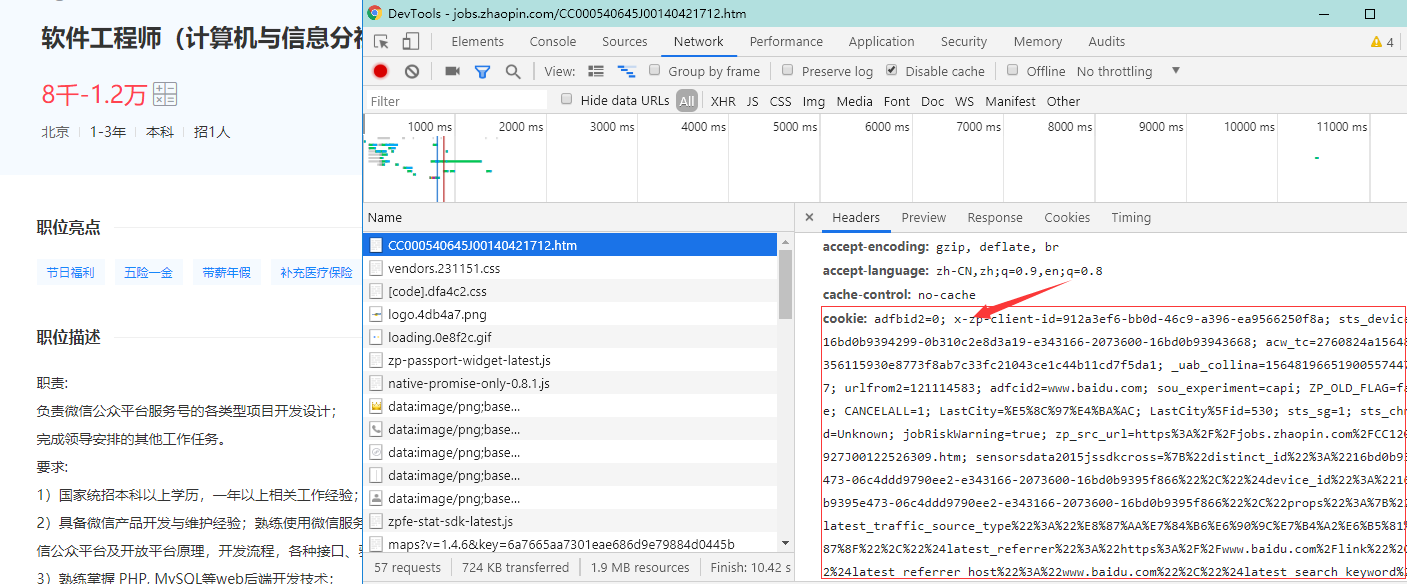 软件工程师（计算机与信息分
8千-1.2万
北京 1-3年 本科 招1人
职位亮点
节日福利 五险一金 带薪年假 补充医疗保险
职位描述
职责:
负责微信公众平台服务号的各类型项目开发设计；
完成领导安排的其他工作任务。
要求:
1）国家统招本科以上学历，一年以上相关工作经验；
2）具备微信产品开发与维护经验；熟练使用微信服务
信公众平台及开放平台原理，开发流程，各种接口、
3）熟练掌握 PHP, MySQL等web后端开发技术；
DevTools - jobs.zhaopin.com/CC000540645J00140421712.htm
Elements Console Sources Network Performance Application Security Memory Audits 4
View: Group by frame Preserve log Disable cache Offline No throttling
Filter Hide data URLs All XHR JS CSS Img Media Font Doc WS Manifest Other
1000 ms 2000 ms 3000 ms 4000 ms 5000 ms 6000 ms 7000 ms 8000 ms 9000 ms 10000 ms 11000 ms
Name
CC000540645J00140421712.htm
vendors.231151.css
[code].dfa4c2.css
logo.4db4a7.png
loading.0e8f2c.gif
zp-passport-widget-latest.js
native-promise-only-0.8.1.js
data:image/png;base...
data:image/png;base...
data:image/png;base...
data:image/png;base...
data:image/png;base...
zpfe-stat-sdk-latest.js
maps?v=1.4.6&key=6a7665aa7301eae686d9e79884d0445b
57 requests 724 KB transferred 1.9 MB resources Finish: 10.42 s
× Headers Preview Response Cookies Timing
accept-encoding: gzip, deflate, br
accept-language: zh-CN,zh;q=0.9,en;q=0.8
cache-control: no-cache
cookie: adfbid2=0; x-zp-client-id=912a3ef6-bb0d-46c9-a396-ea9566250f8a; sts_devic
16bd0b9394299-0b310c2e8d3a19-e343166-2073600-16bd0b93943668; acw_tc=2760824a15648
356115930e8773f8ab7c33fc21043ce1c44b11cd7f5da1; _uab_collina=15648196651900557447
7; urlfrom2=121114583; adfcid2=www.baidu.com; sou_experiment=capi; ZP_OLD_FLAG=fa
e; CANCELALL=1; LastCity=%E5%8C%97%E4%BA%AC; LastCity%5Fid=530; sts_sg=1; sts_ch
d=Unknown; jobRiskWarning=true; zp_src_url=https%3A%2F%2Fjobs.zhaopin.com%2FCC126
927J00122526309.htm; sensorsdata2015jssdkcross=%7B%22distinct_id%22%3A%2216bd0b93
473-06c4ddd9790ee2-e343166-2073600-16bd0b9395f866%22%2C%22%24device_id%22%3A%2216
b9395e473-06c4ddd9790ee2-e343166-2073600-16bd0b9395f866%22%2C%22props%22%3A%7B%22
latest_traffic_source_type%22%3A%22%E8%87%AA%E7%84%B6%E6%90%9C%E7%B4%A2%E6%B5%81%
87%8F%22%2C%22%24latest_referrer%22%3A%22https%3A%2F%2Fwww.baidu.com%2Flink%22%2C
2%24latest_referrer_host%22%3A%22www.baidu.com%22%2C%22%24latest_search_keyword%2